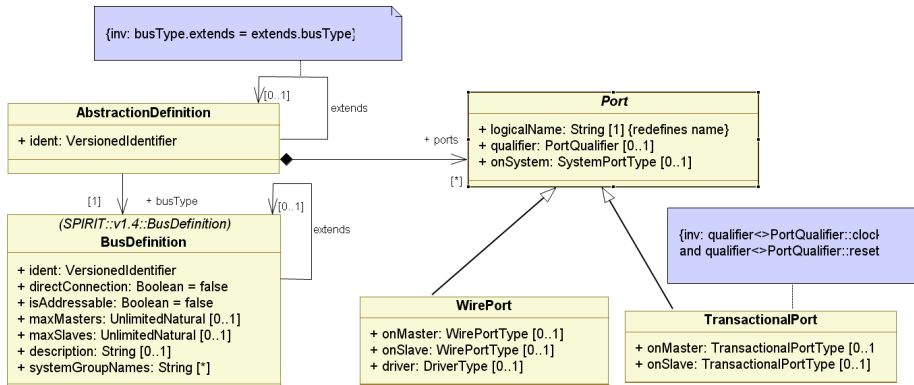 {inv: busType.extends = extends.busType}
[0..1]
extends
AbstractionDefinition
+ ident: VersionedIdentifier
+ ports
[*]
Port
+ logicalName: String [1] {redefines name}
+ qualifier: PortQualifier [0..1]
+ onSystem: SystemPortType [0..1]
[1]
+ busType
[0..1]
extends
(SPIRIT::v1.4::BusDefinition)
BusDefinition
+ ident: VersionedIdentifier
+ directConnection: Boolean = false
+ isAddressable: Boolean = false
+ maxMasters: UnlimitedNatural [0..1]
+ maxSlaves: UnlimitedNatural [0..1]
+ description: String [0..1]
+ systemGroupNames: String [*]
{inv: qualifier<>PortQualifier::clock
and qualifier<>PortQualifier::reset
WirePort
+ onMaster: WirePortType [0..1]
+ onSlave: WirePortType [0..1]
+ driver: DriverType [0..1]
TransactionalPort
+ onMaster: TransactionalPortType [0..1
+ onSlave: TransactionalPortType [0..1]